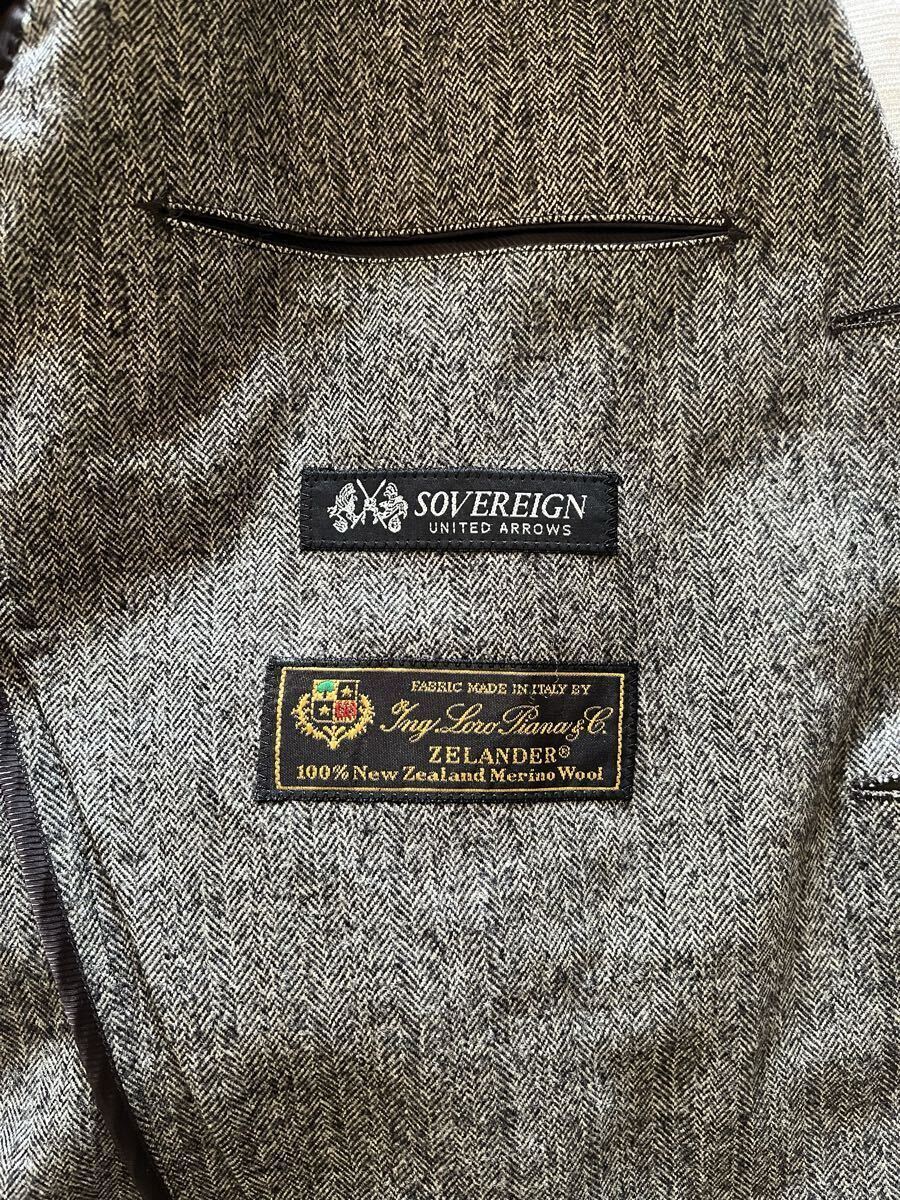 SOVEREIGN
UNITED ARROWS
FABRIC MADE IN ITALY BY
Ing. Loro Piana & C.
ZELANDER®
100% New Zealand Merino Wool